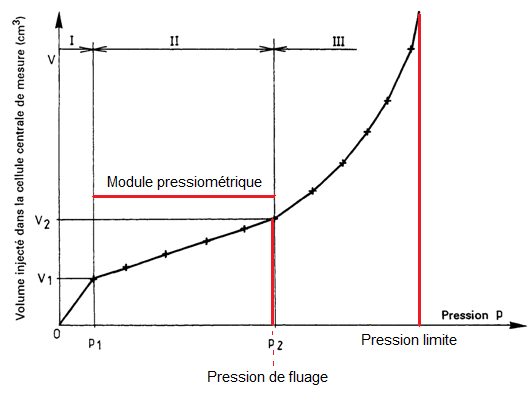 Volume injecté dans la cellule centrale de mesure (cm³)
I
II
III
V
Module pressiométrique
V2
V1
0
p1
p2
Pression p
Pression limite
Pression de fluage